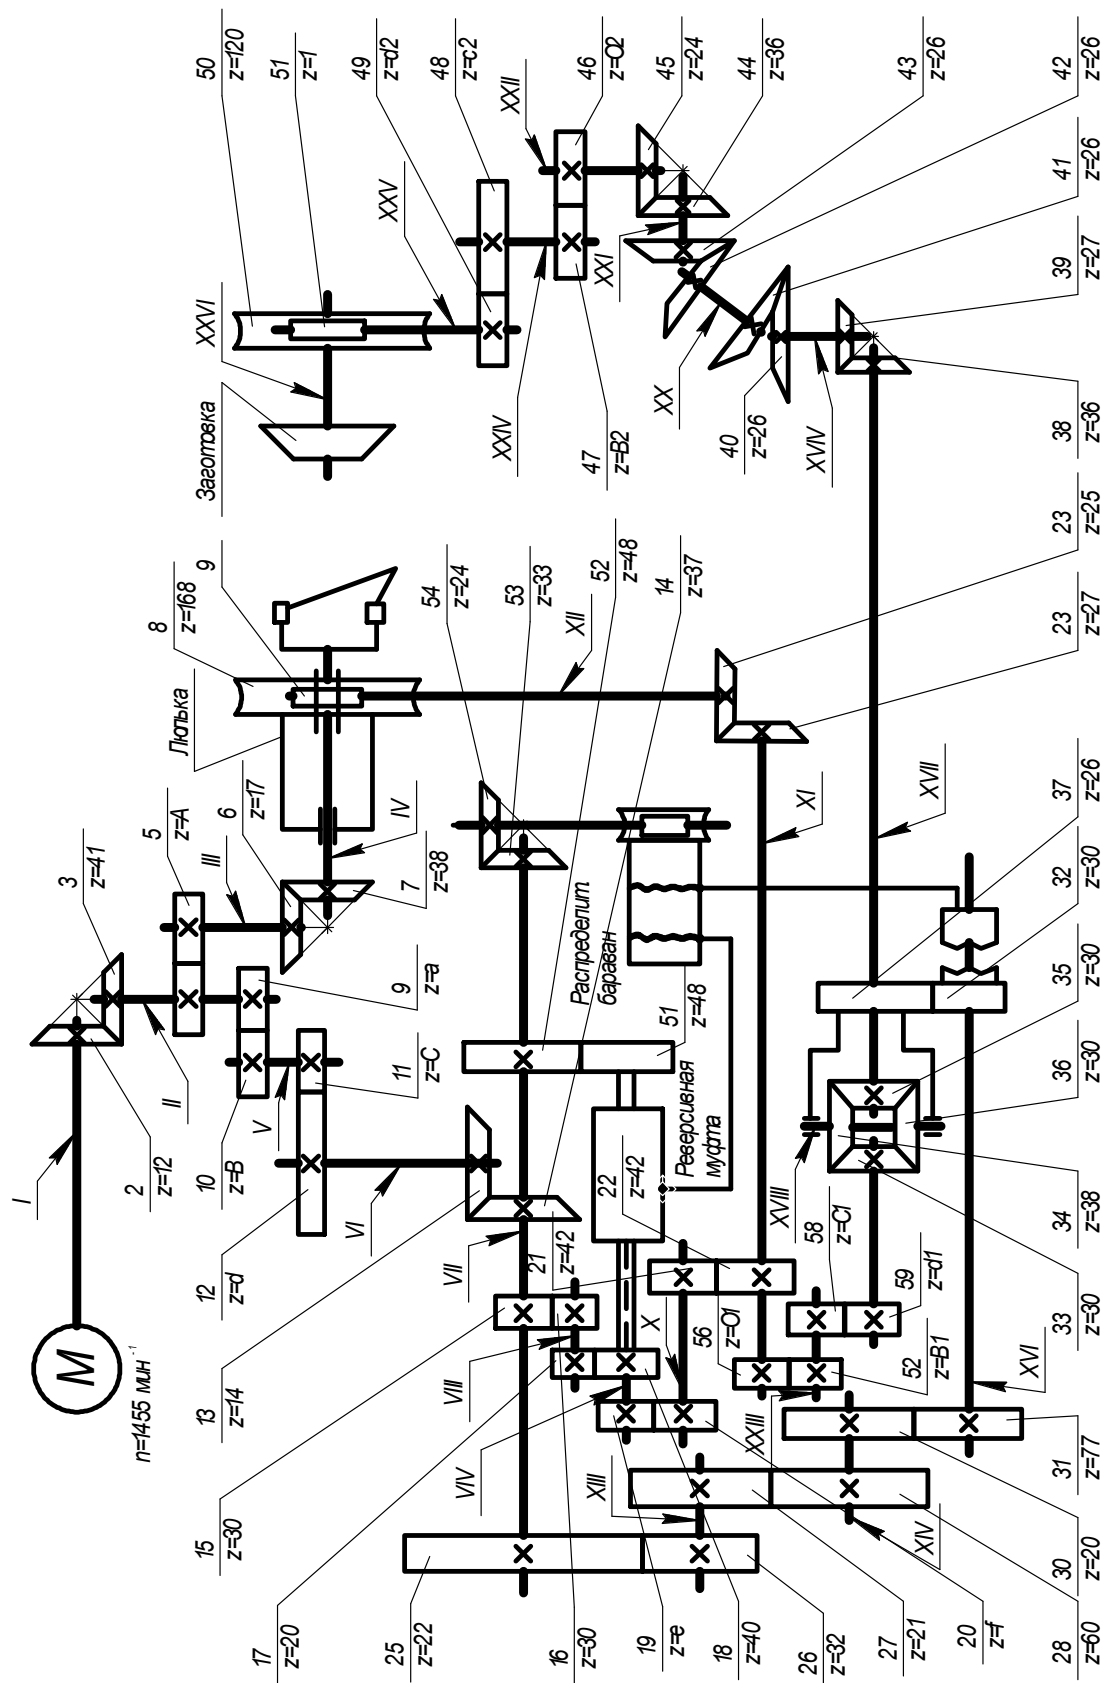 50
z=120
51
z=1
49
z=d2
48
z=c2
46
z=O2
45
z=24
44
z=36
43
z=26
42
z=26
XXII
XXV
XXVI
41
z=26
39
z=27
XXI
XX
XXIV
Заготовка
47
z=B2
40
z=26
XVIV
38
z=36
8
z=168
9
54
z=24
53
z=33
52
z=48
14
z=37
23
z=25
23
z=27
XII
Люлька
3
z=41
5
z=A
6
z=17
III
IV
7
z=38
XI
XVII
37
z=26
32
z=30
Распределит.
бараван
9
z=a
51
z=48
35
z=30
I
II
2
z=12
10
z=B
V
11
z=C
36
z=30
Реверсивная
муфта
22
z=42
VI
VII
21
z=42
XVIII
58
z=C1
34
z=38
12
z=d
13
z=14
59
z=d1
33
z=30
M
n=1455 мин-1
VIII
X
56
z=O1
52
z=B1
XVI
15
z=30
VIV
XIII
XXIII
31
z=77
XIV
30
z=20
17
z=20
25
z=22
16
z=30
19
z=e
18
z=40
26
z=32
27
z=21
20
z=f
28
z=60